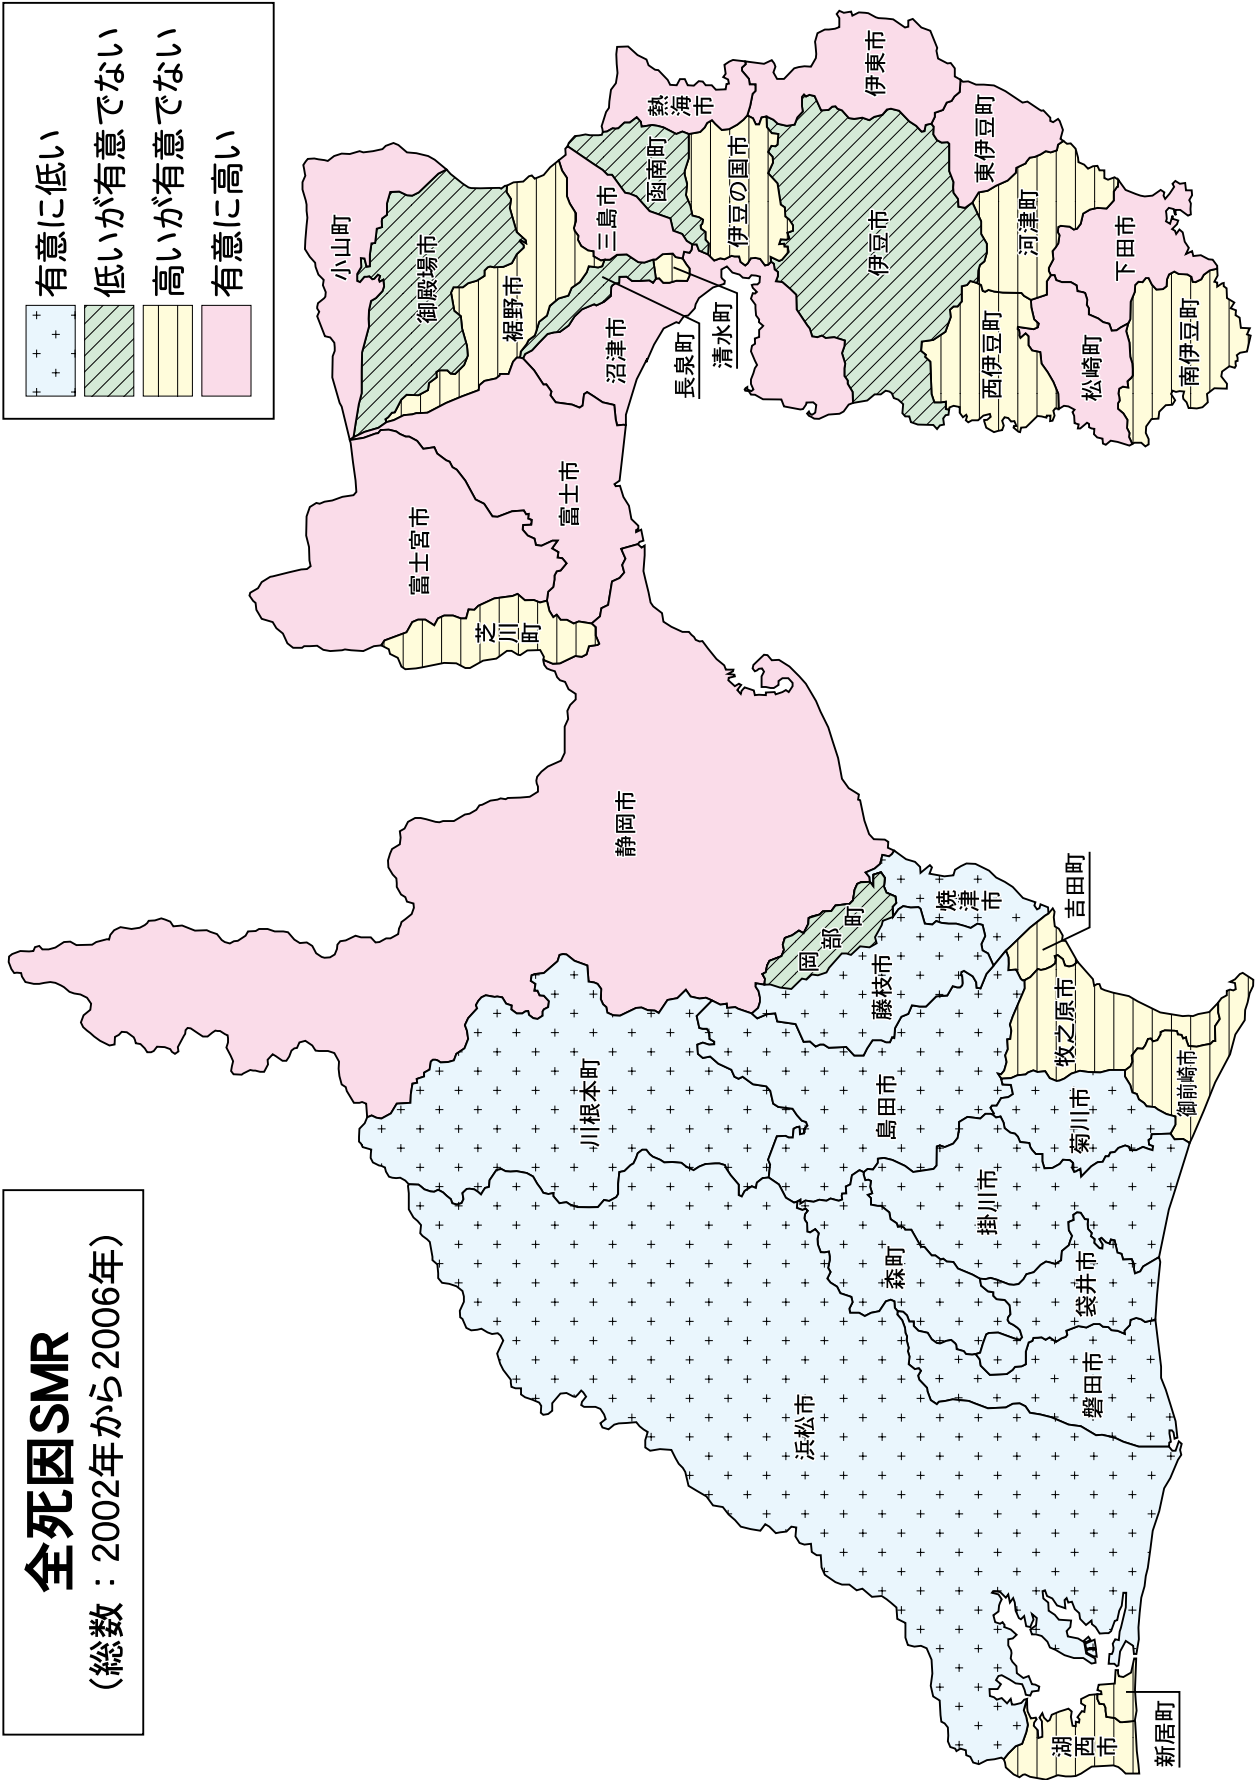 全死因SMR
（総数：2002年から2006年）
有意に低い
低いが有意でない
高いが有意でない
有意に高い
小山町
御殿場市
裾野市
三島市
函南町
熱海市
伊豆の国市
伊東市
東伊豆町
伊豆市
河津町
下田市
西伊豆町
松崎町
南伊豆町
沼津市
長泉町
清水町
富士市
富士宮市
芝川町
静岡市
岡部町
焼津市
藤枝市
吉田町
牧之原市
御前崎市
島田市
川根本町
菊川市
掛川市
森町
袋井市
磐田市
浜松市
湖西市
新居町